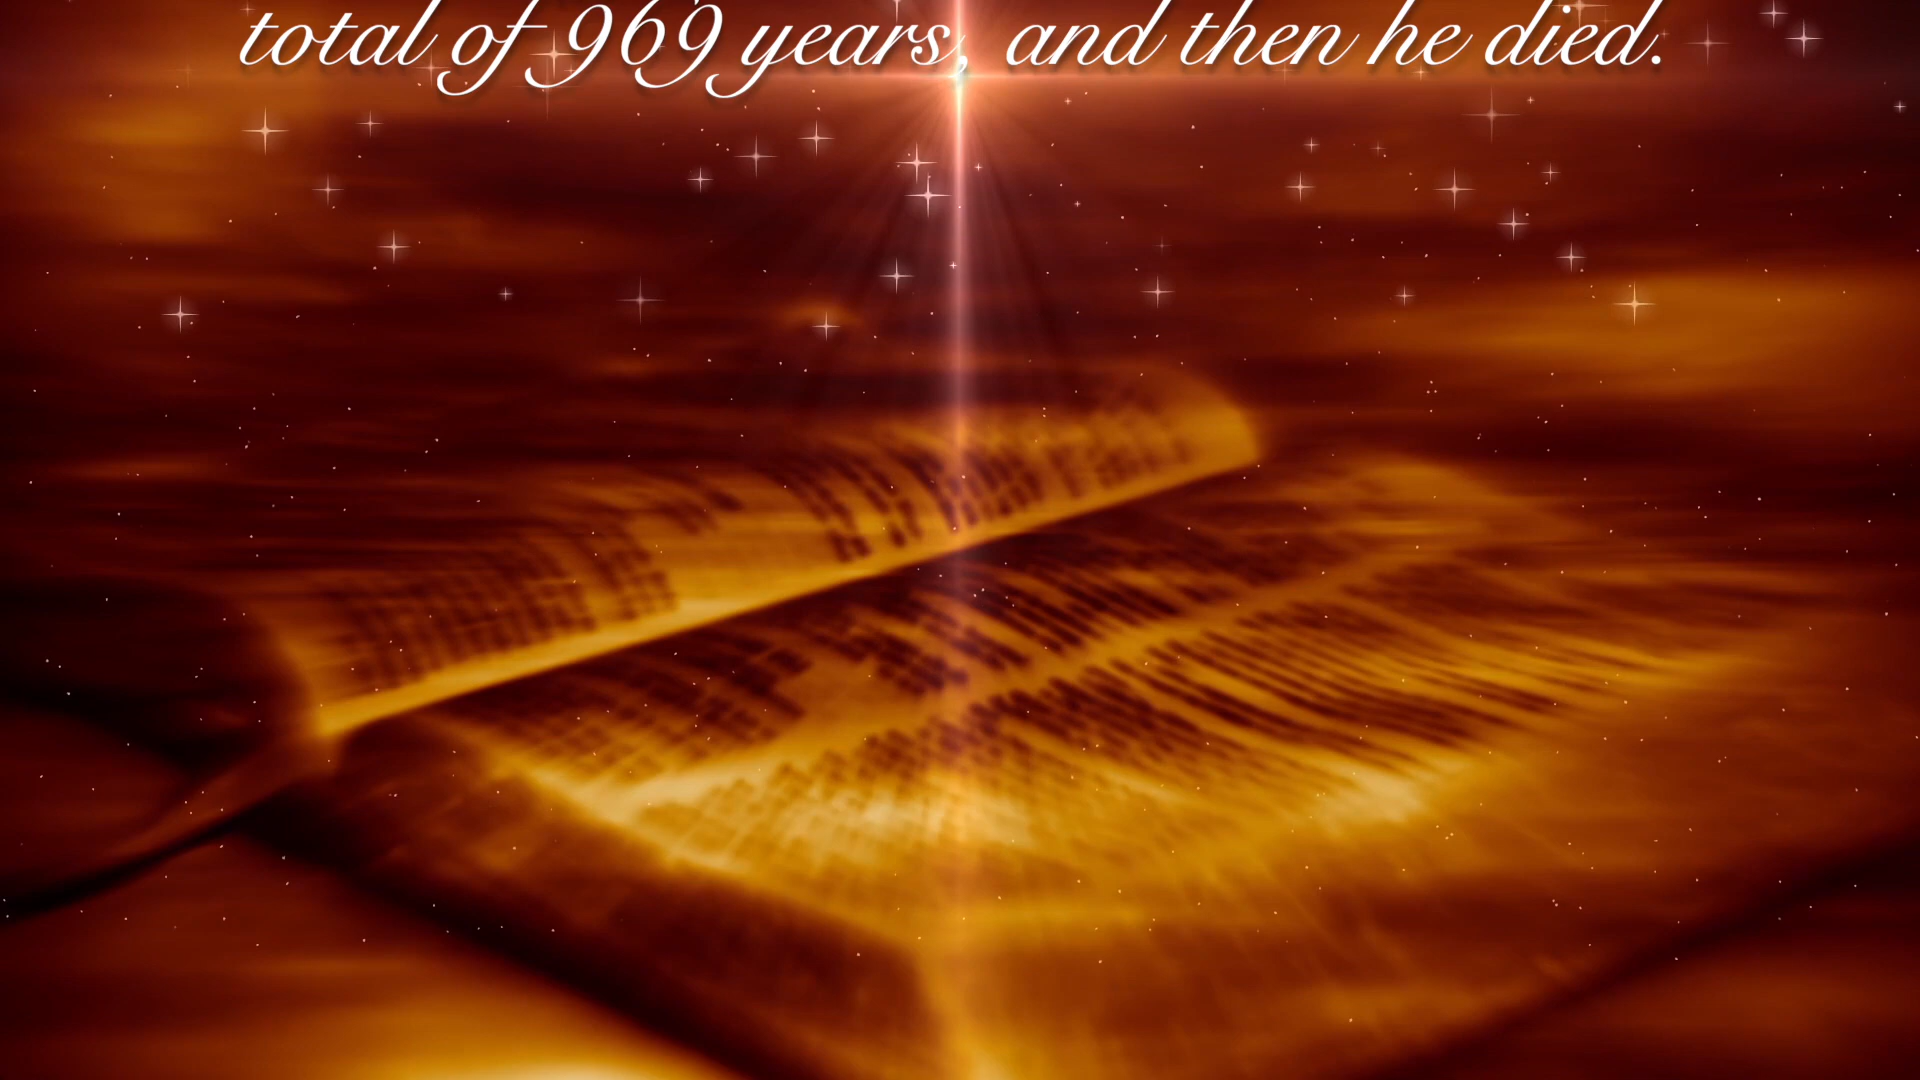 total of 969 years, and then he died.